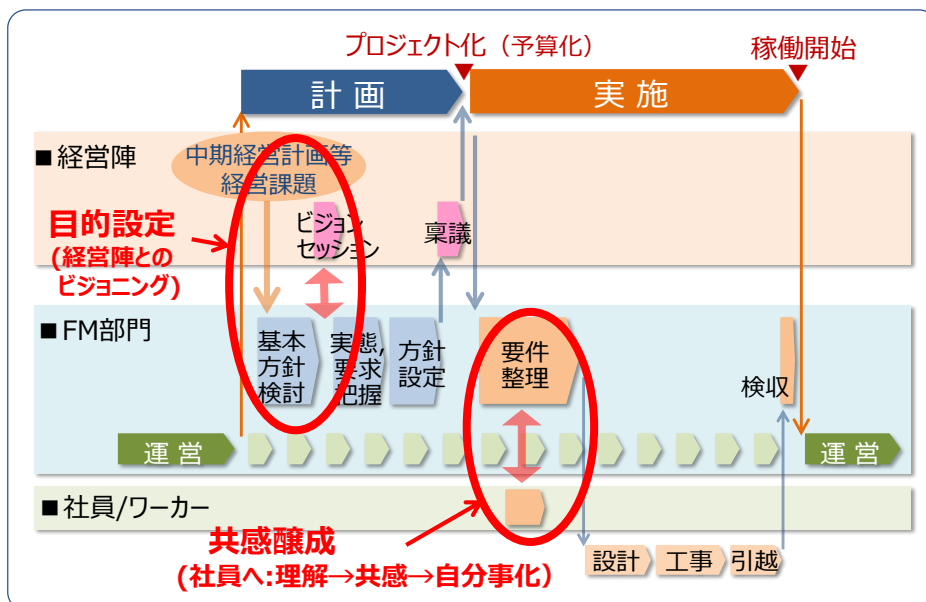 プロジェクト化（予算化）
稼働開始
計 画
実 施
■経営陣
中期経営計画等
経営課題
目的設定
(経営陣との
ビジョニング)
ビジョン
セッション
稟議
■FM部門
基本
方針
検討
実態,
要求
把握
方針
設定
要件
整理
検収
運 営
運 営
■社員/ワーカー
共感醸成
(社員へ:理解→共感→自分事化）
設計
工事
引越